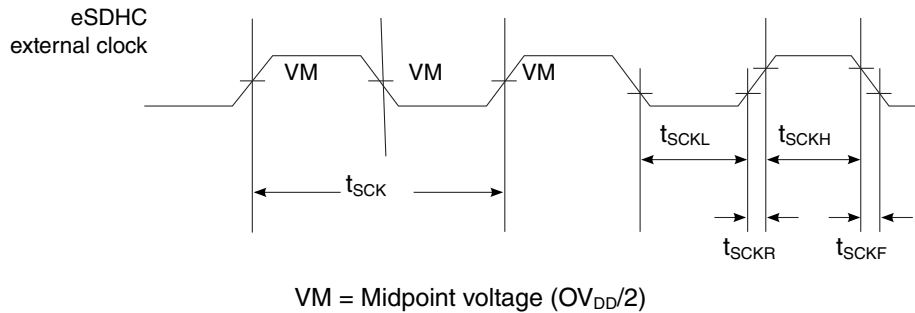 eSDHC
external clock
VM
VM
VM
tSCKL
tSCKH
tSCK
tSCKR
tSCKF
VM = Midpoint voltage (OVDD/2)